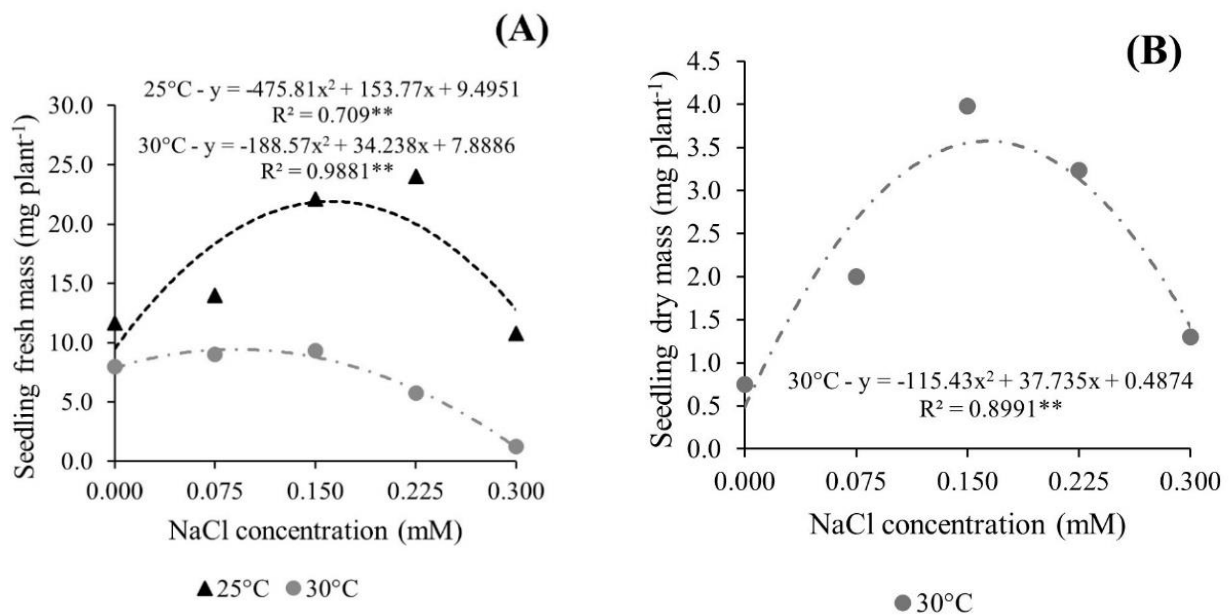 (A)
25°C - y = -475.81x² + 153.77x + 9.4951
R² = 0.709**
30°C - y = -188.57x² + 34.238x + 7.8886
R² = 0.9881**
Seedling fresh mass (mg plant⁻¹)
30.0
25.0
20.0
15.0
10.0
5.0
0.0
0.000 0.075 0.150 0.225 0.300
NaCl concentration (mM)
25°C 30°C
(B)
Seedling dry mass (mg plant⁻¹)
4.5
4.0
3.5
3.0
2.5
2.0
1.5
1.0
0.5
0.0
30°C - y = -115.43x² + 37.735x + 0.4874
R² = 0.8991**
0.000 0.075 0.150 0.225 0.300
NaCl concentration (mM)
30°C